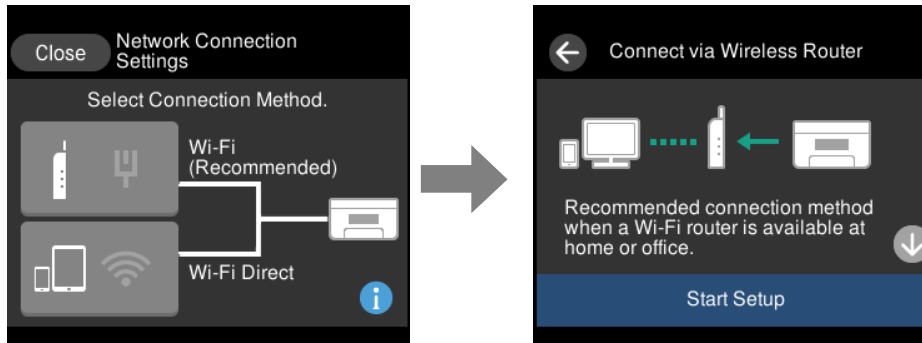 Close
Network Connection
Settings
Select Connection Method.
Wi-Fi
(Recommended)
Wi-Fi Direct
i
Connect via Wireless Router
Recommended connection method
when a Wi-Fi router is available at
home or office.
Start Setup